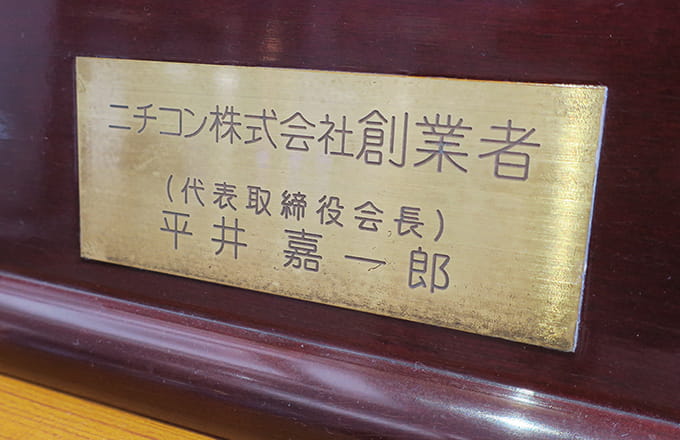 ニチコン株式会社創業者
(代表取締役会長)
平井 嘉一郎